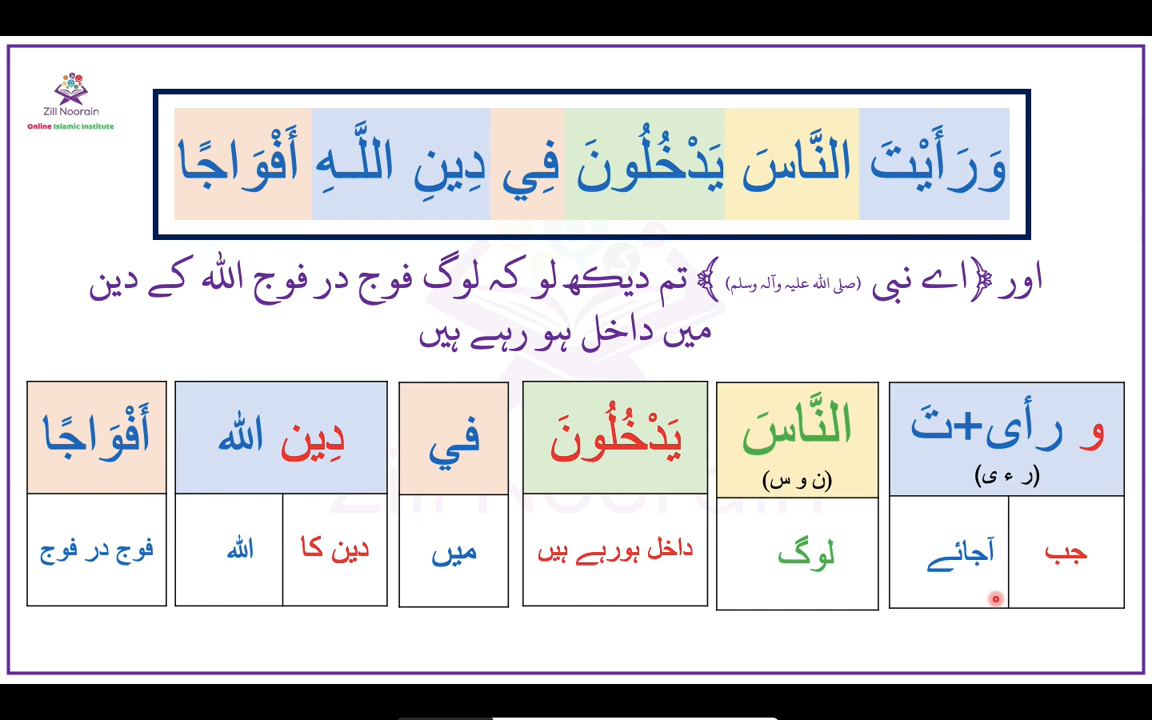 Zill Noorain
Online Islamic Institute
وَرَأَيْتَ النَّاسَ يَدْخُلُونَ فِي دِينِ اللَّـهِ أَفْوَاجًا
اور ﴿اے نبی (صلی اللہ علیہ وآلہ وسلم) ﴾ تم دیکھ لو کہ لوگ فوج در فوج اللہ کے دین
میں داخل ہو رہے ہیں
و رأى+تَ
(ر ء ی)
جب
آجائے
النَّاسَ
(ن و س)
لوگ
يَدْخُلُونَ
داخل ہورہے ہیں
في
میں
دِين الله
دین کا
اللہ
أَفْوَاجًا
فوج در فوج
Zill Noorain